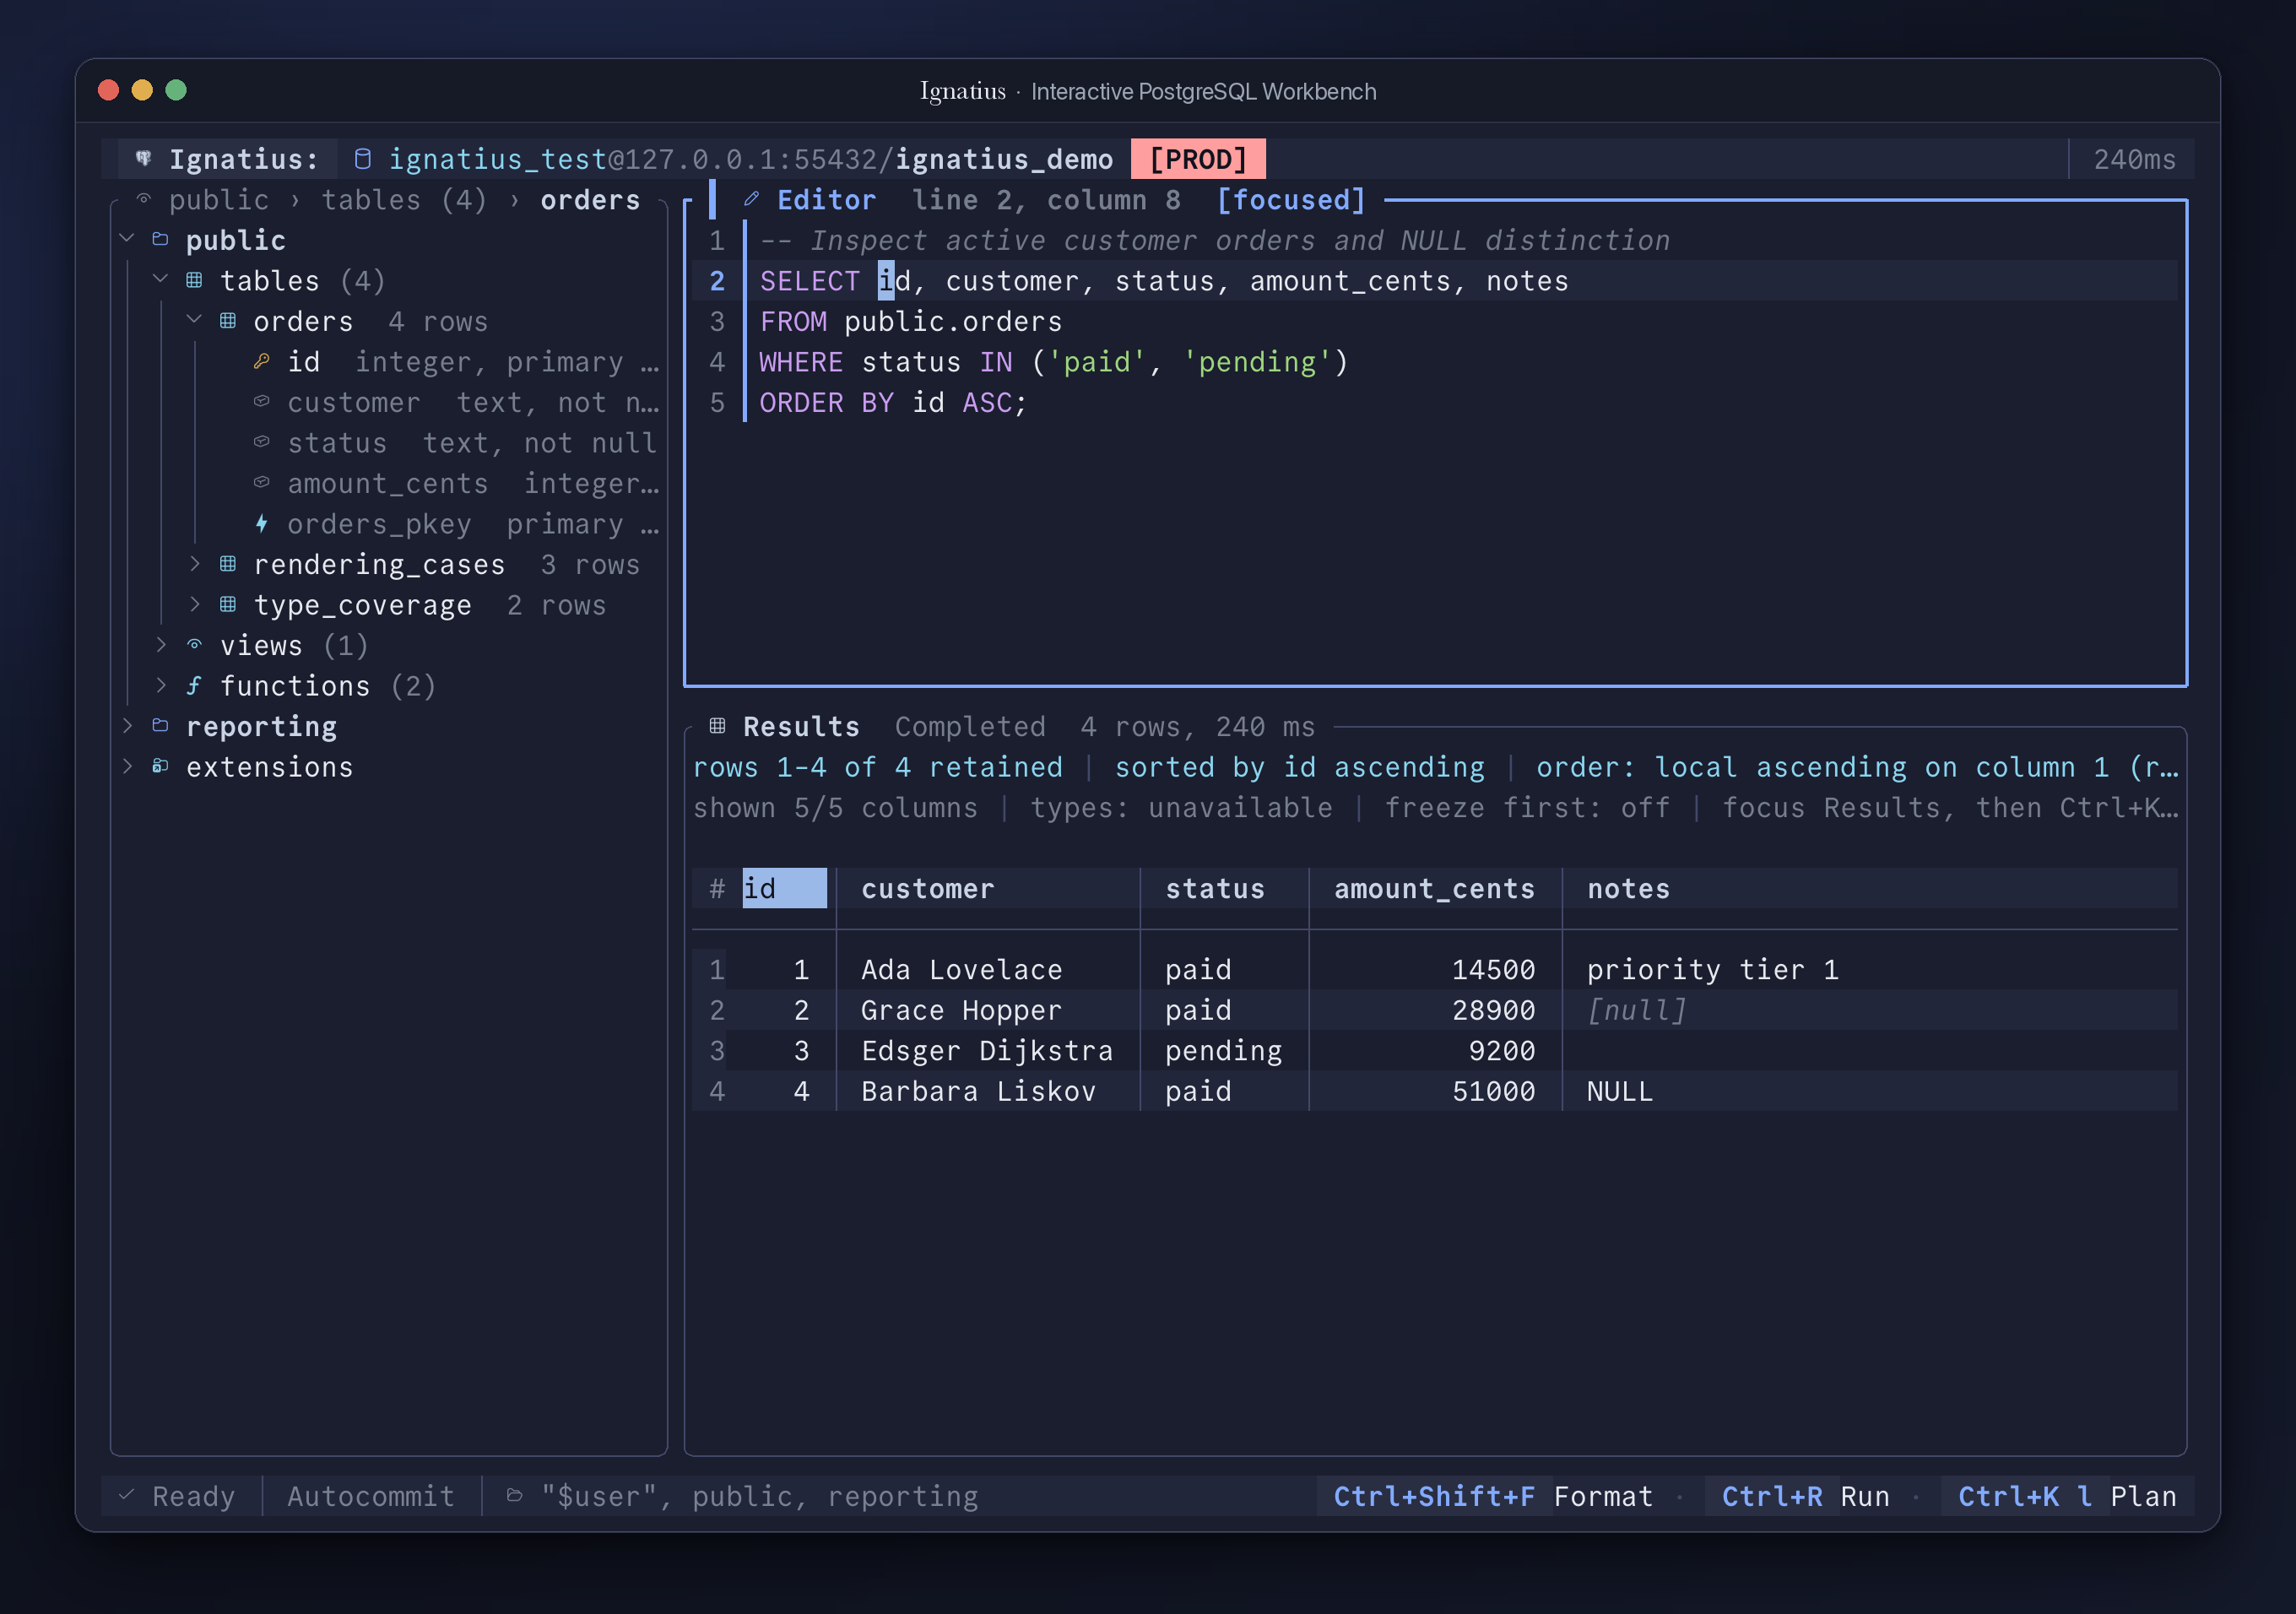 Ignatius · Interactive PostgreSQL Workbench
Ignatius: ignatius_test@127.0.0.1:55432/ignatius_demo [PROD] 240ms
public › tables (4) › orders
public
tables (4)
orders 4 rows
id integer, primary …
customer text, not n…
status text, not null
amount_cents integer…
orders_pkey primary …
rendering_cases 3 rows
type_coverage 2 rows
views (1)
functions (2)
reporting
extensions
Editor line 2, column 8 [focused]
1 -- Inspect active customer orders and NULL distinction
2 SELECT id, customer, status, amount_cents, notes
3 FROM public.orders
4 WHERE status IN ('paid', 'pending')
5 ORDER BY id ASC;
Results Completed 4 rows, 240 ms
rows 1–4 of 4 retained | sorted by id ascending | order: local ascending on column 1 (r…
shown 5/5 columns | types: unavailable | freeze first: off | focus Results, then Ctrl+K…
# id customer status amount_cents notes
1 1 Ada Lovelace paid 14500 priority tier 1
2 2 Grace Hopper paid 28900 [null]
3 3 Edsger Dijkstra pending 9200
4 4 Barbara Liskov paid 51000 NULL
Ready Autocommit "$user", public, reporting Ctrl+Shift+F Format · Ctrl+R Run · Ctrl+K l Plan